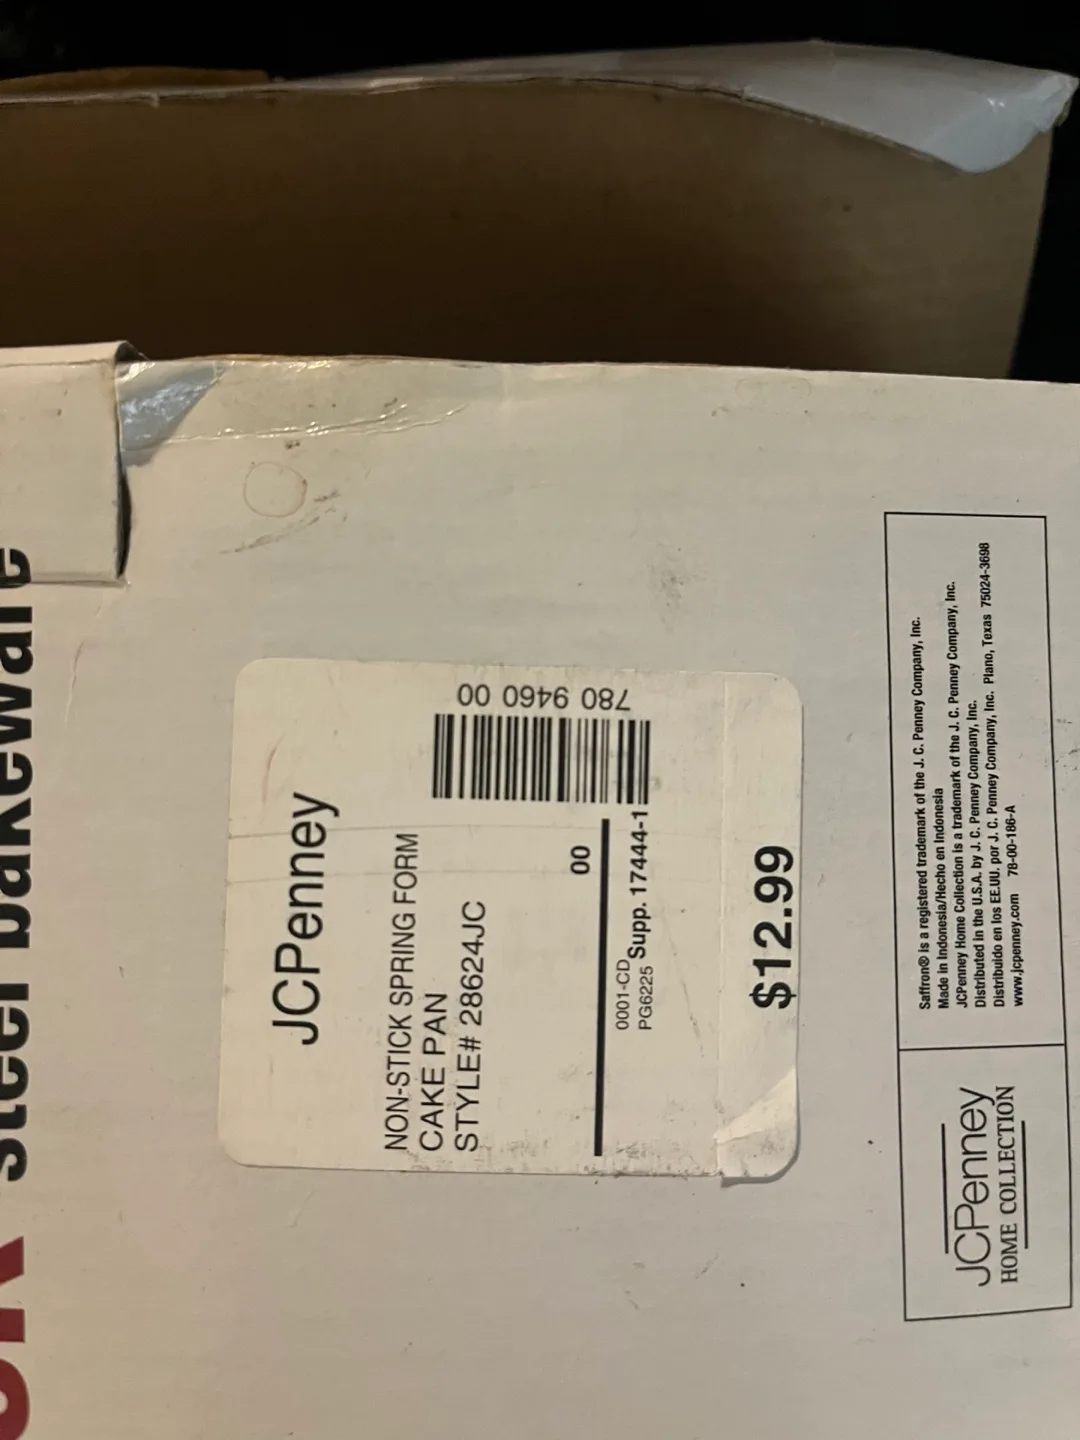 steel bakeware
JCPenney
NON-STICK SPRING FORM
CAKE PAN
STYLE# 28624JC
780 9460 00
00
0001-CD
PG6225 Supp. 17444-1
$12.99
JCPenney
HOME COLLECTION
Saffron® is a registered trademark of the J. C. Penney Company, Inc.
Made in Indonesia/Hecho en Indonesia
JCPenney Home Collection is a trademark of the J. C. Penney Company, Inc.
Distributed in the U.S.A. by J. C. Penney Company, Inc.
Distribuido en los EE.UU. por J. C. Penney Company, Inc. Plano, Texas 75024-3698
www.jcpenney.com 78-00-186-A